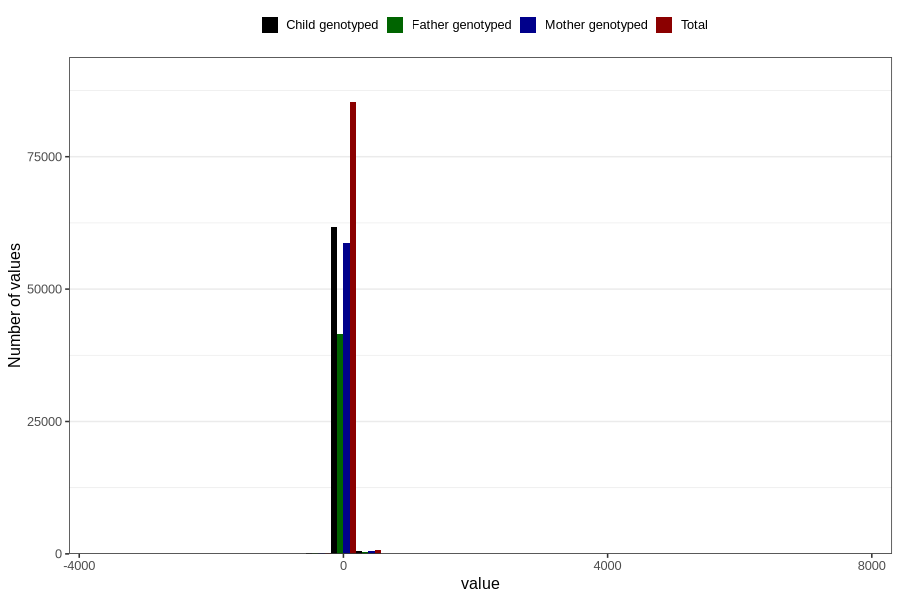 Child genotyped Father genotyped Mother genotyped Total
Number of values
75000
50000
25000
0
-4000 0 4000 8000
value